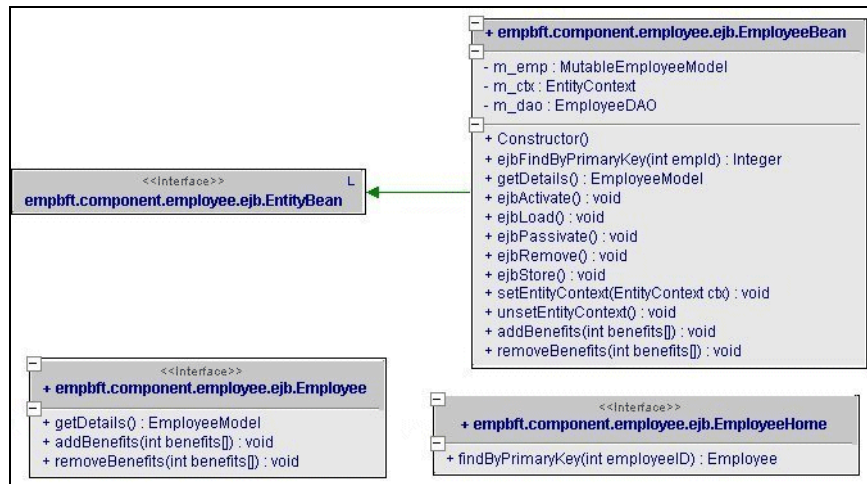 + empbft.component.employee.ejb.EmployeeBean
- m_emp : MutableEmployeeModel
- m_ctx : EntityContext
- m_dao : EmployeeDAO
+ Constructor()
+ ejbFindByPrimaryKey(int empId) : Integer
+ getDetails() : EmployeeModel
+ ejbActivate() : void
+ ejbLoad() : void
+ ejbPassivate() : void
+ ejbRemove() : void
+ ejbStore() : void
+ setEntityContext(EntityContext ctx) : void
+ unsetEntityContext() : void
+ addBenefits(int benefits[]) : void
+ removeBenefits(int benefits[]) : void
<<Interface>> L
empbft.component.employee.ejb.EntityBean
<<Interface>>
+ empbft.component.employee.ejb.Employee
+ getDetails() : EmployeeModel
+ addBenefits(int benefits[]) : void
+ removeBenefits(int benefits[]) : void
<<Interface>>
+ empbft.component.employee.ejb.EmployeeHome
+ findByPrimaryKey(int employeeID) : Employee